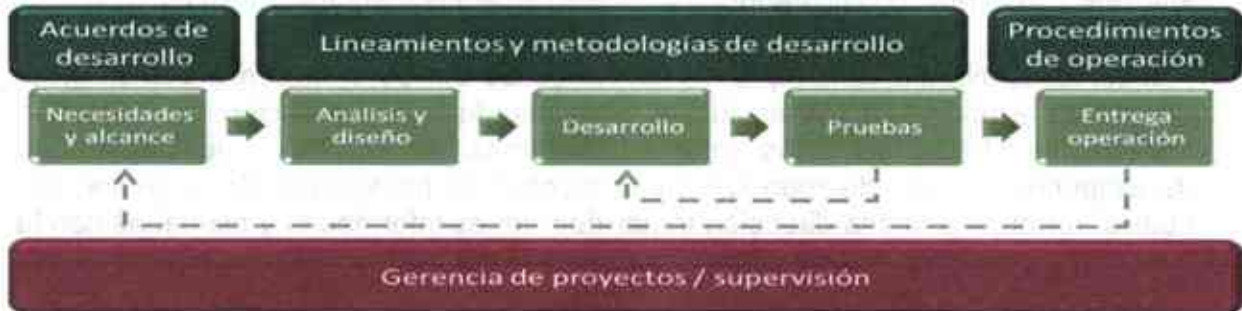 Acuerdos de
desarrollo
Lineamientos y metodologías de desarrollo
Procedimientos
de operación
Necesidades
y alcance
Análisis y
diseño
Desarrollo
Pruebas
Entrega
operación
Gerencia de proyectos / supervisión